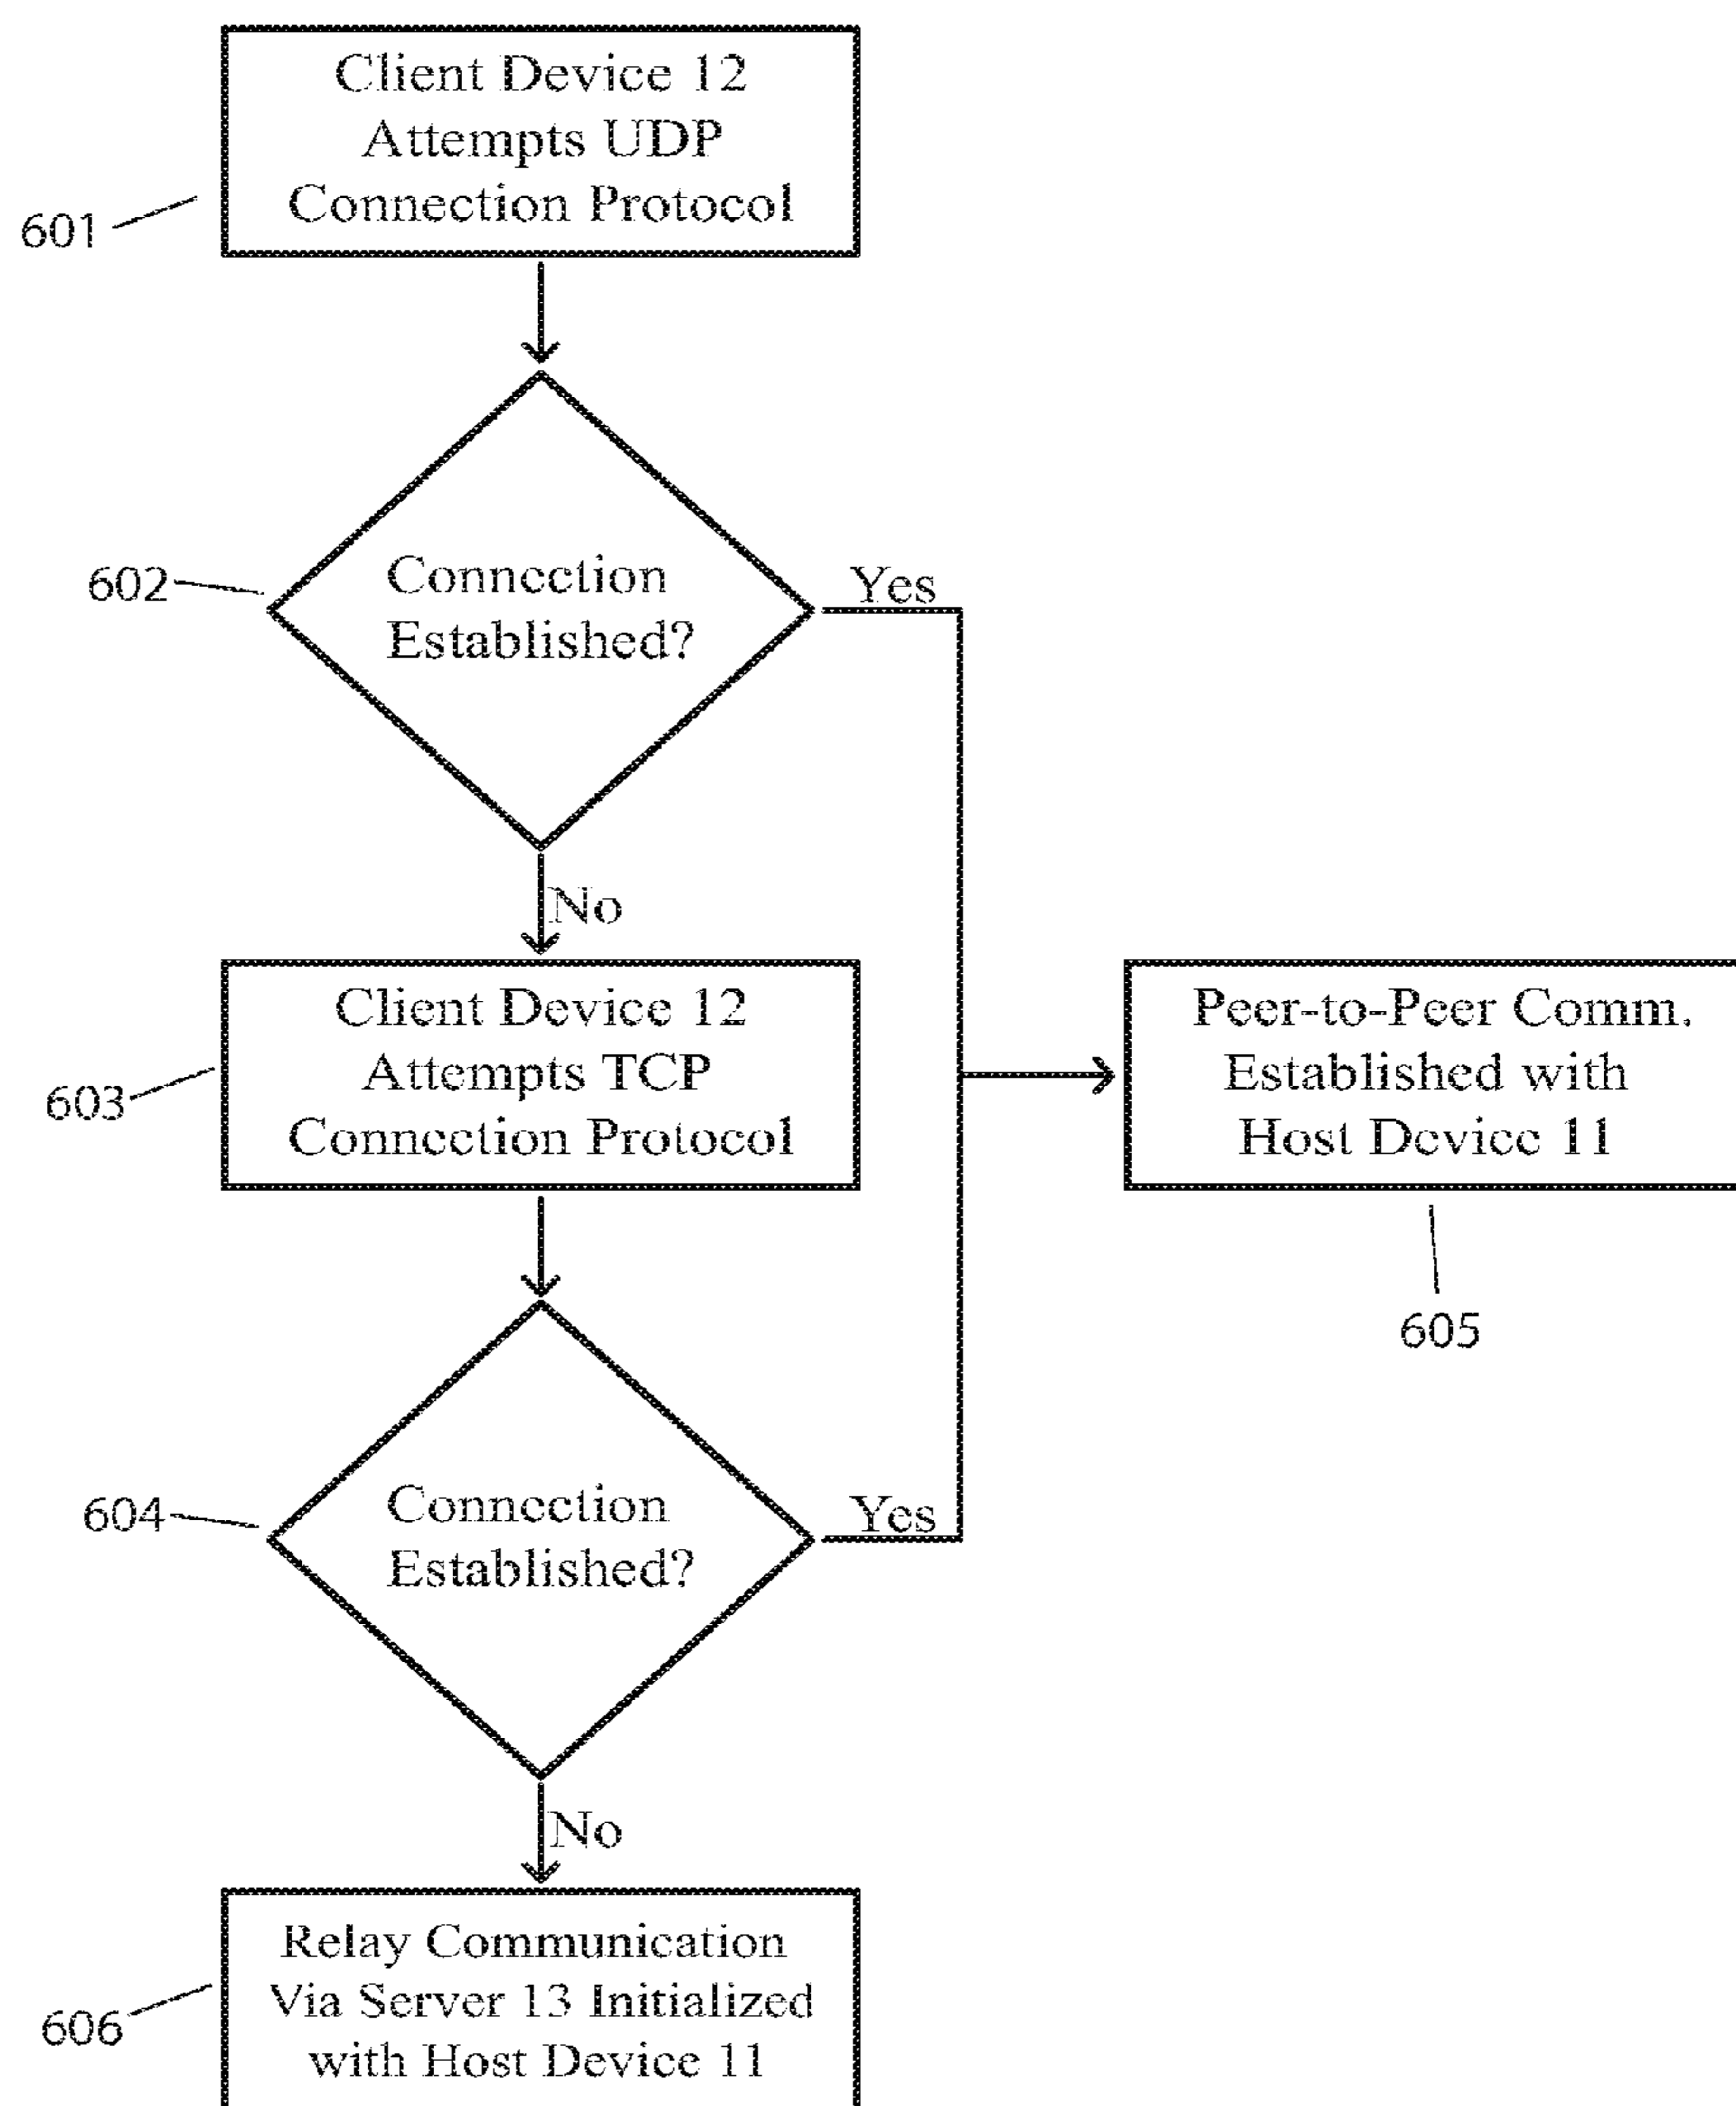 Client Device 12
Attempts UDP
Connection Protocol
601
602
Connection
Established?
Yes
No
Client Device 12
Attempts TCP
Connection Protocol
603
Peer-to-Peer Comm.
Established with
Host Device 11
605
604
Connection
Established?
Yes
No
Relay Communication
Via Server 13 Initialized
with Host Device 11
606